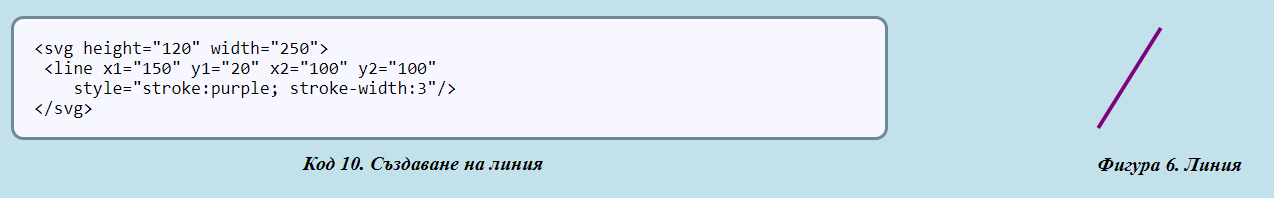 <svg height="120" width="250">
<line x1="150" y1="20" x2="100" y2="100"
style="stroke:purple; stroke-width:3"/>
</svg>
Код 10. Създаване на линия
Фигура 6. Линия